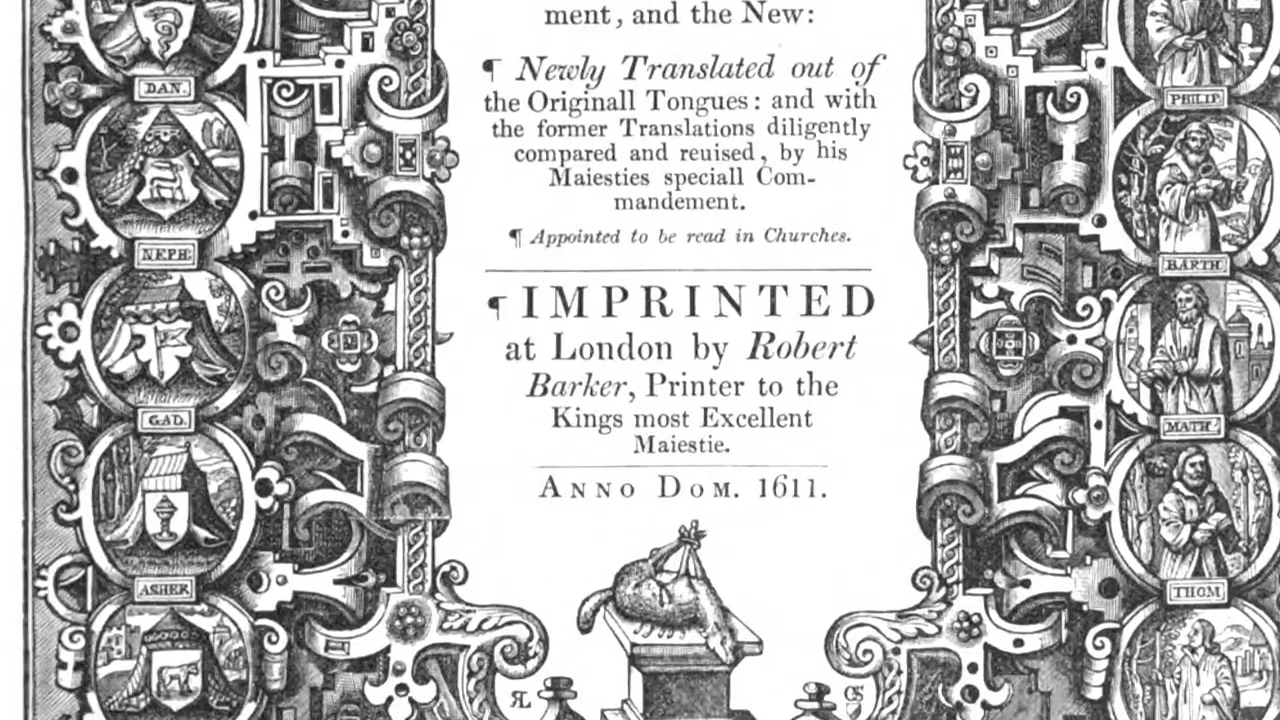 ment, and the New:
¶ Newly Translated out of
the Originall Tongues: and with
the former Translations diligently
compared and reuised, by his
Maiesties speciall Com-
mandement.
¶ Appointed to be read in Churches.
¶ IMPRINTED
at London by Robert
Barker, Printer to the
Kings most Excellent
Maiestie.
ANNO DOM. 1611.
DAN.
NEPH:
GAD.
ASHER
PHILIP.
BARTH
MATH
THOM